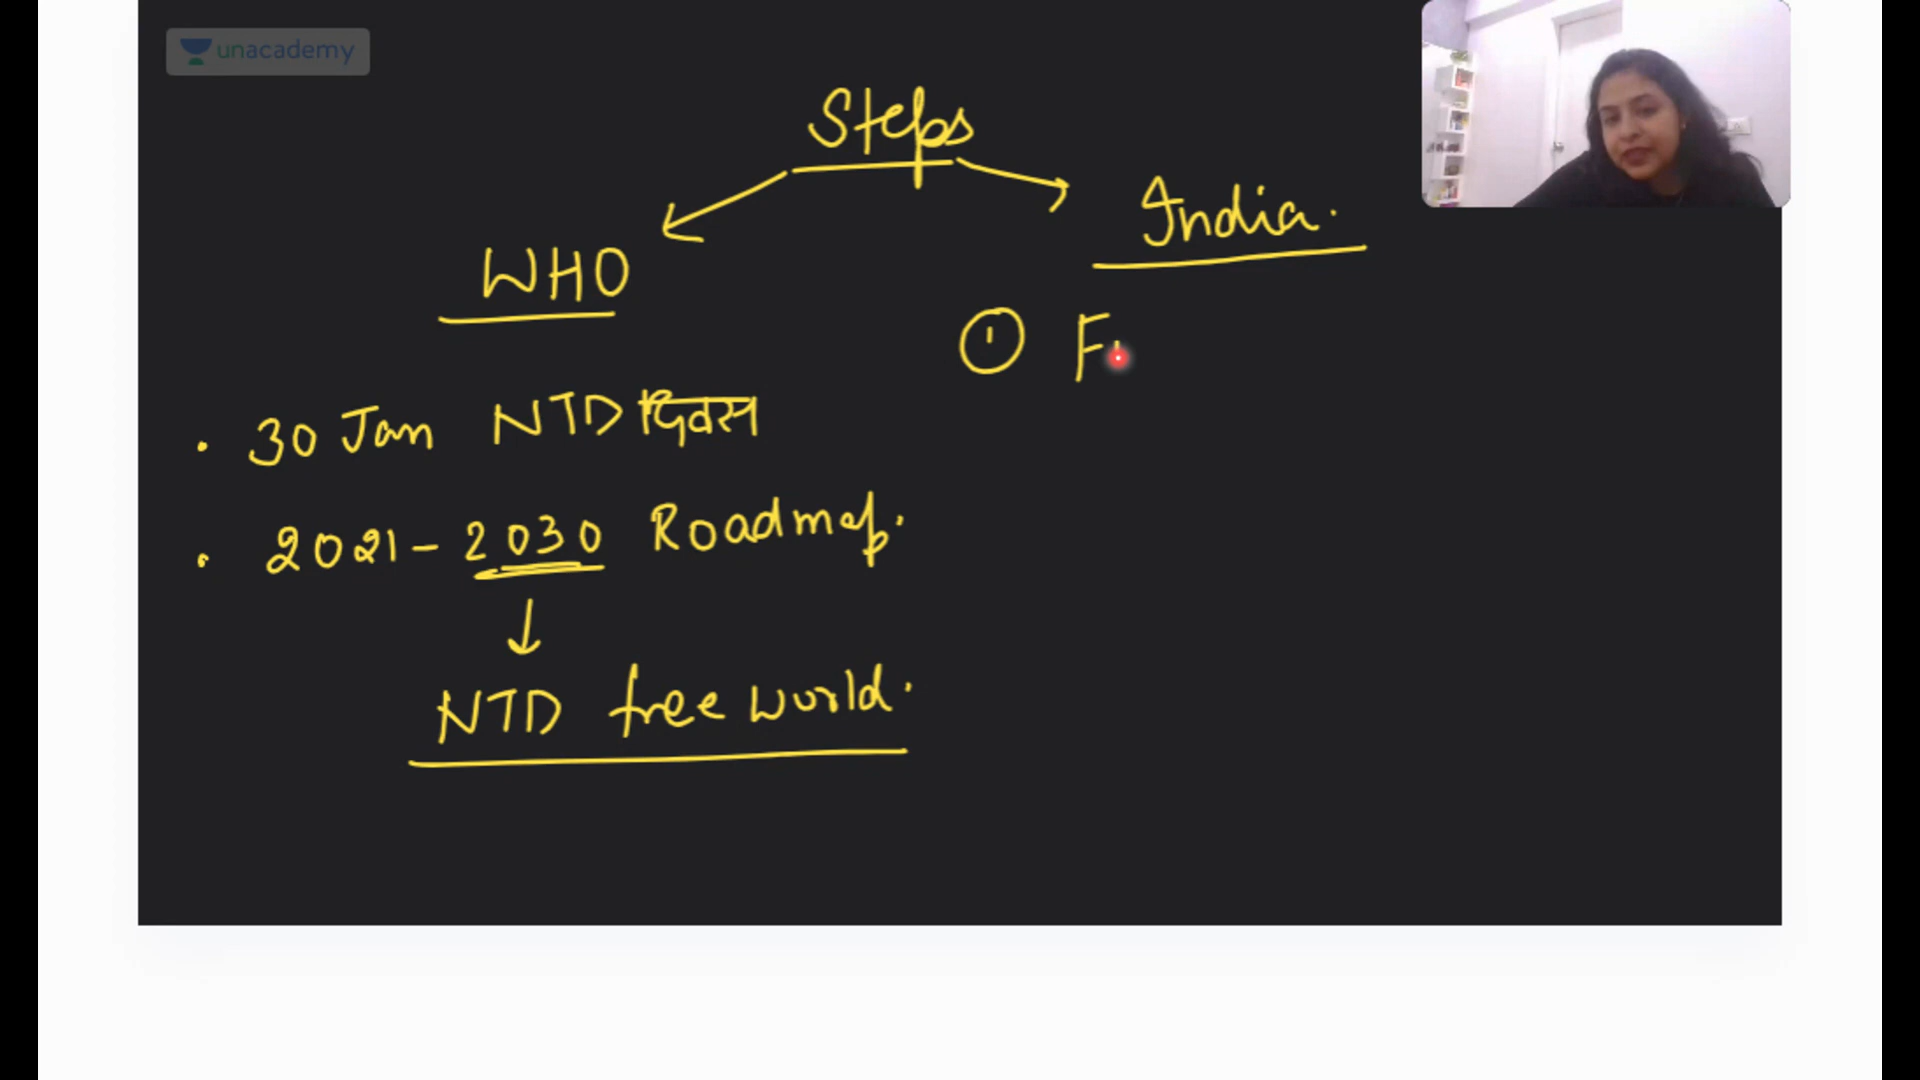 unacademy
Steps
WHO
India.
① F
• 30 Jan NTD दिवस
• 2021-2030 Roadmap.
↓
NTD free world.